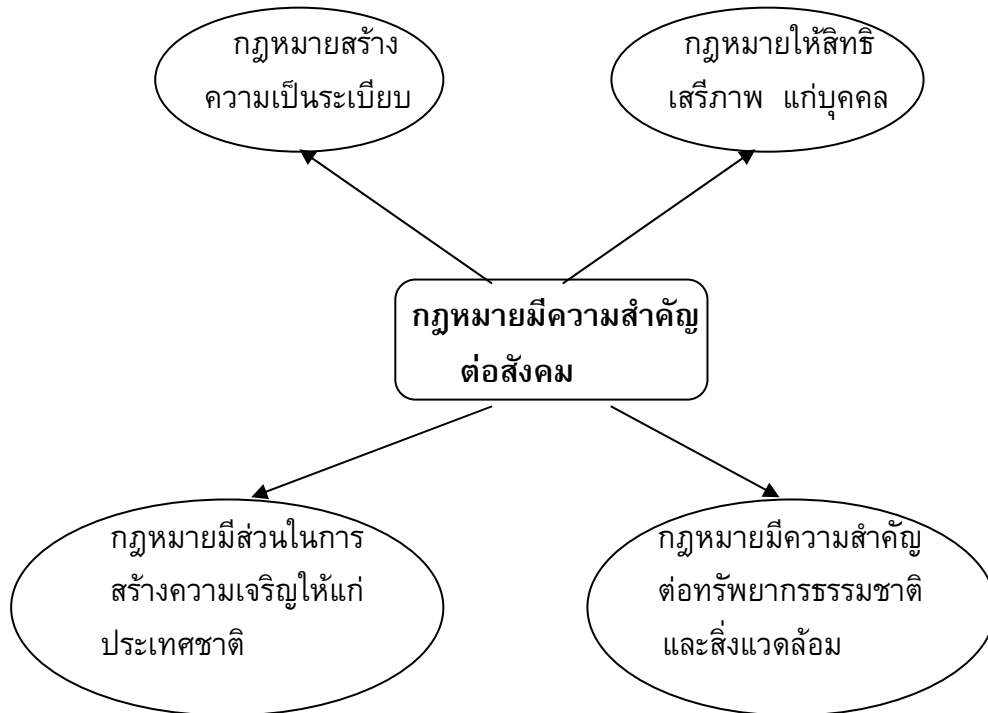 กฎหมายสร้าง
ความเป็นระเบียบ
กฎหมายให้สิทธิ
เสรีภาพ แก่บุคคล
กฎหมายมีความสำคัญ
ต่อสังคม
กฎหมายมีส่วนในการ
สร้างความเจริญให้แก่
ประเทศชาติ
กฎหมายมีความสำคัญ
ต่อทรัพยากรธรรมชาติ
และสิ่งแวดล้อม